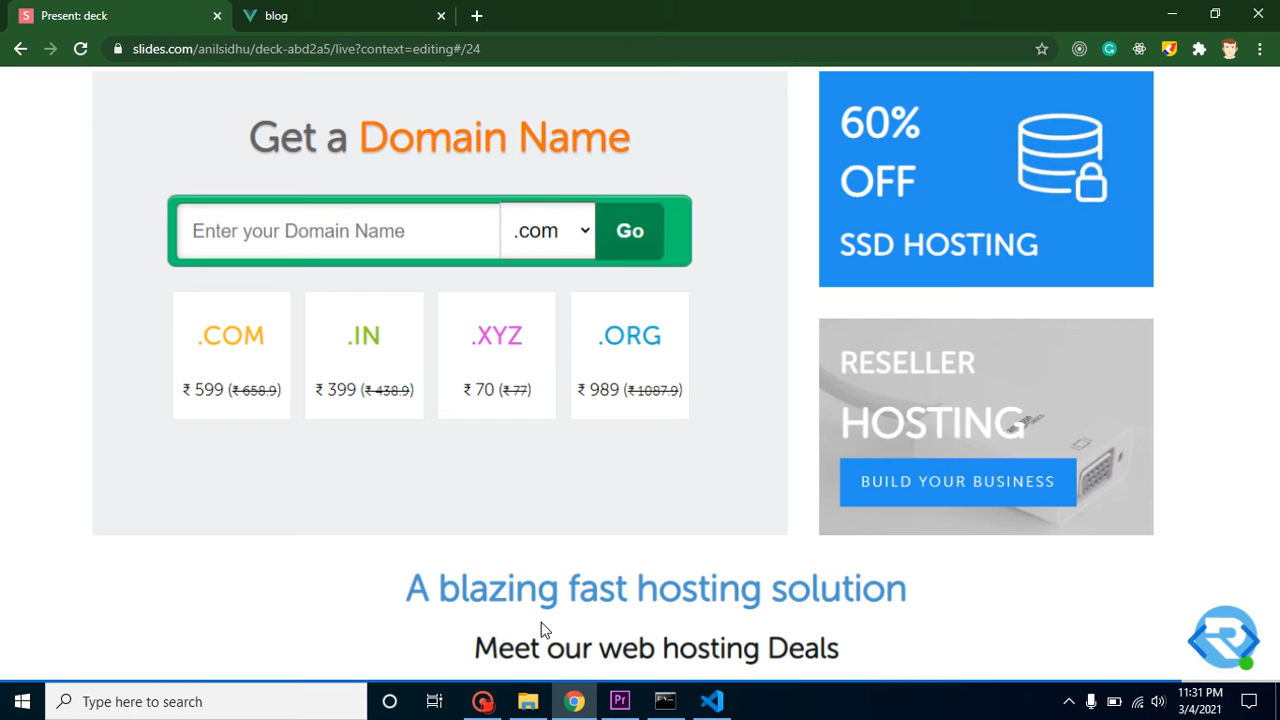 Present: deck
blog
slides.com/anilsidhu/deck-abd2a5/live?context=editing#/24
Get a Domain Name
Enter your Domain Name
.com
Go
.COM
₹ 599 (₹ 658.9)
.IN
₹ 399 (₹ 438.9)
.XYZ
₹ 70 (₹ 77)
.ORG
₹ 989 (₹ 1087.9)
60%
OFF
SSD HOSTING
RESELLER
HOSTING
BUILD YOUR BUSINESS
A blazing fast hosting solution
Meet our web hosting Deals
Type here to search
Pr
11:31 PM
3/4/2021